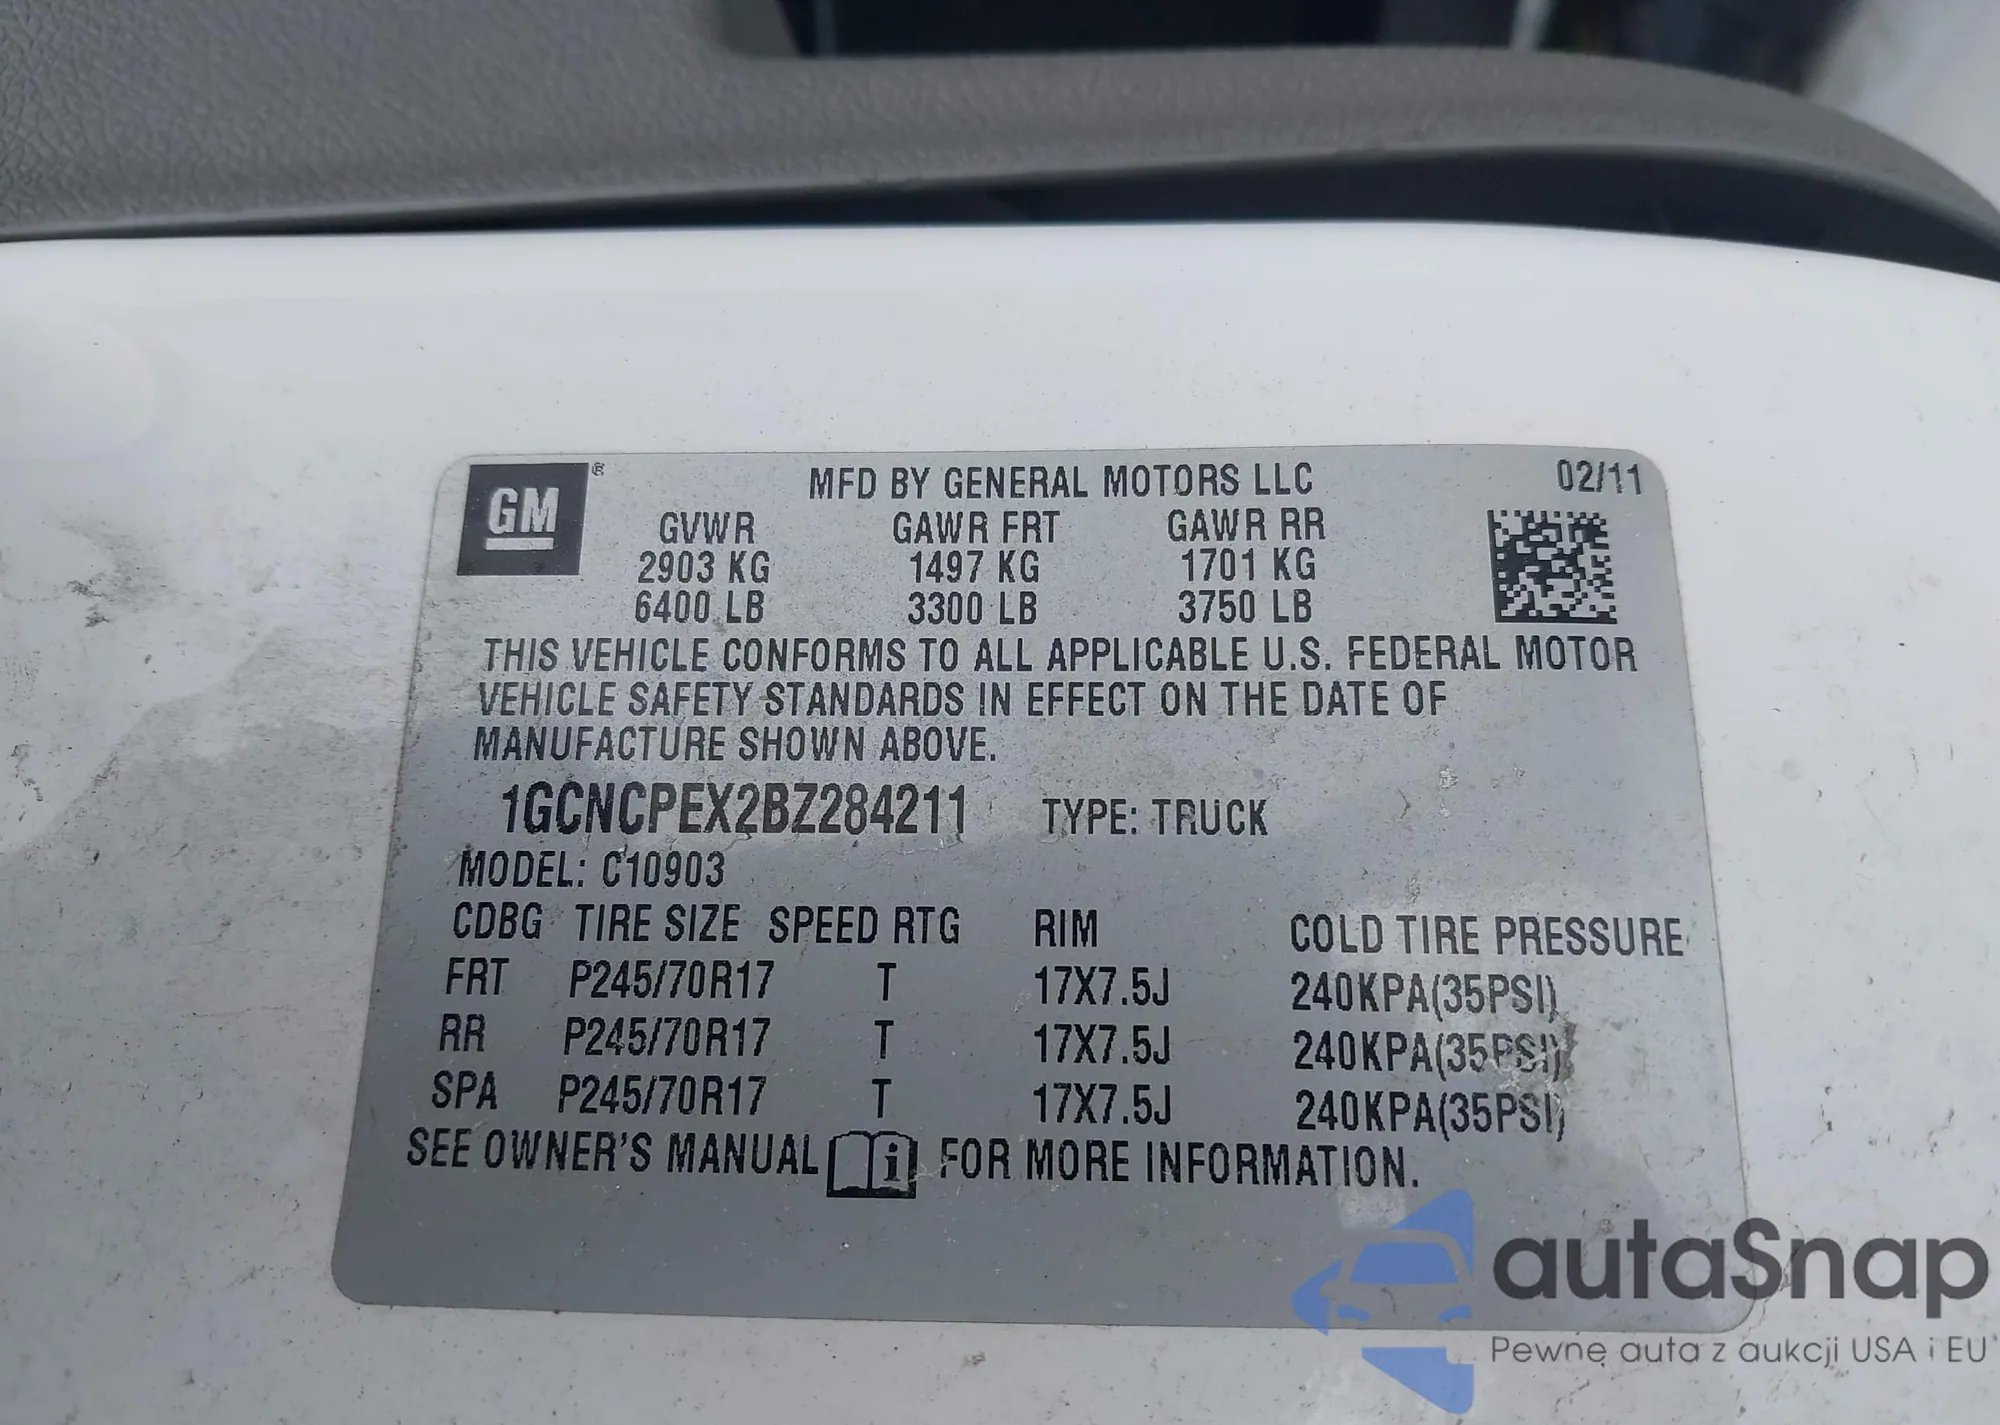 GM
MFD BY GENERAL MOTORS LLC 02/11
GVWR GAWR FRT GAWR RR
2903 KG 1497 KG 1701 KG
6400 LB 3300 LB 3750 LB
THIS VEHICLE CONFORMS TO ALL APPLICABLE U.S. FEDERAL MOTOR
VEHICLE SAFETY STANDARDS IN EFFECT ON THE DATE OF
MANUFACTURE SHOWN ABOVE.
1GCNCPEX2BZ284211 TYPE: TRUCK
MODEL: C10903
CDBG TIRE SIZE SPEED RTG RIM COLD TIRE PRESSURE
FRT P245/70R17 T 17X7.5J 240KPA(35PSI)
RR P245/70R17 T 17X7.5J 240KPA(35PSI)
SPA P245/70R17 T 17X7.5J 240KPA(35PSI)
SEE OWNER'S MANUAL i FOR MORE INFORMATION.
autaSnap
Pewne auta z aukcji USA i EU